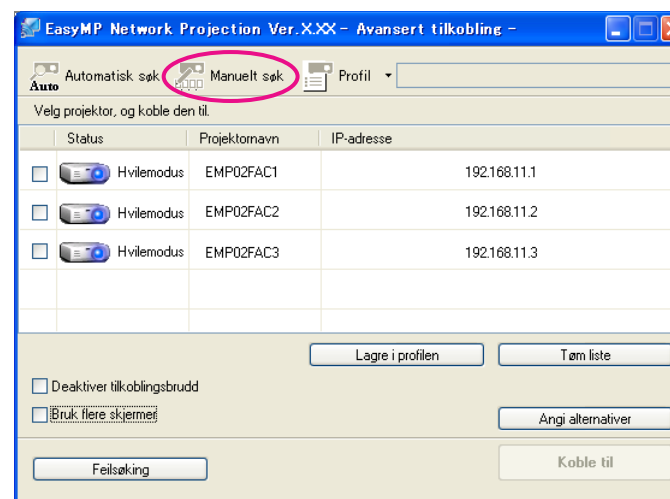 EasyMP Network Projection Ver.X.XX - Avansert tilkobling -
Auto Automatisk søk Manuelt søk Profil
Velg projektor, og koble den til.
Status Projektornavn IP-adresse
Hvilemodus EMP02FAC1 192.168.11.1
Hvilemodus EMP02FAC2 192.168.11.2
Hvilemodus EMP02FAC3 192.168.11.3
Lagre i profilen Tøm liste
Deaktiver tilkoblingsbrudd
Bruk flere skjermer
Angi alternativer
Feilsøking Koble til